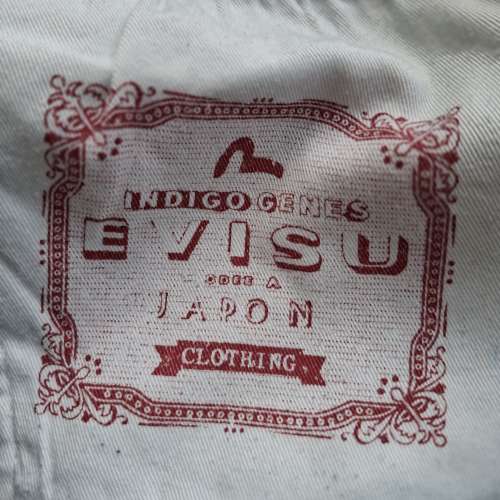 INDIGO GENES
EVISU
JAPON
CLOTHING